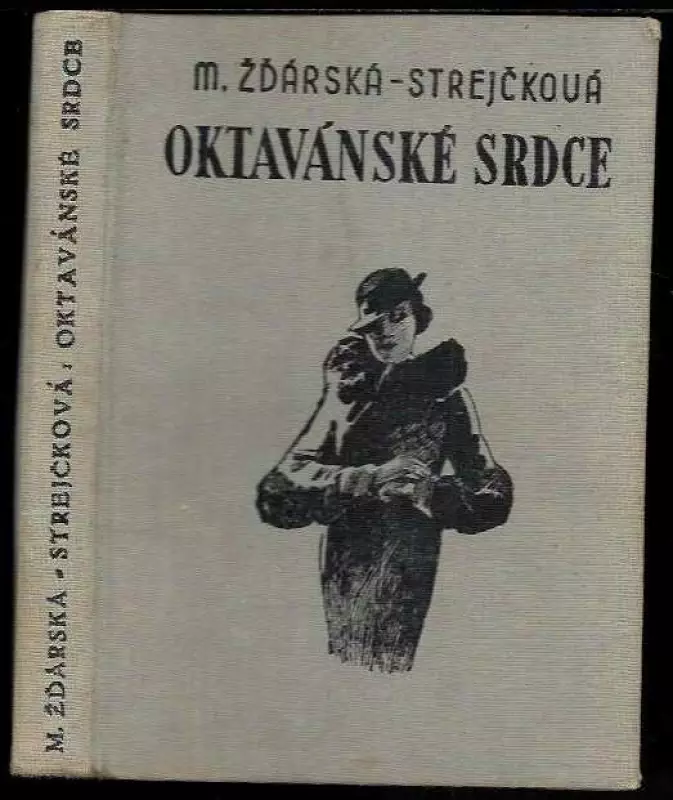 M. ŽĎÁRSKÁ-STREJČKOVÁ
OKTAVÁNSKÉ SRDCE
M. ŽĎÁRSKÁ - STREJČKOVÁ: OKTAVÁNSKÉ SRDCE